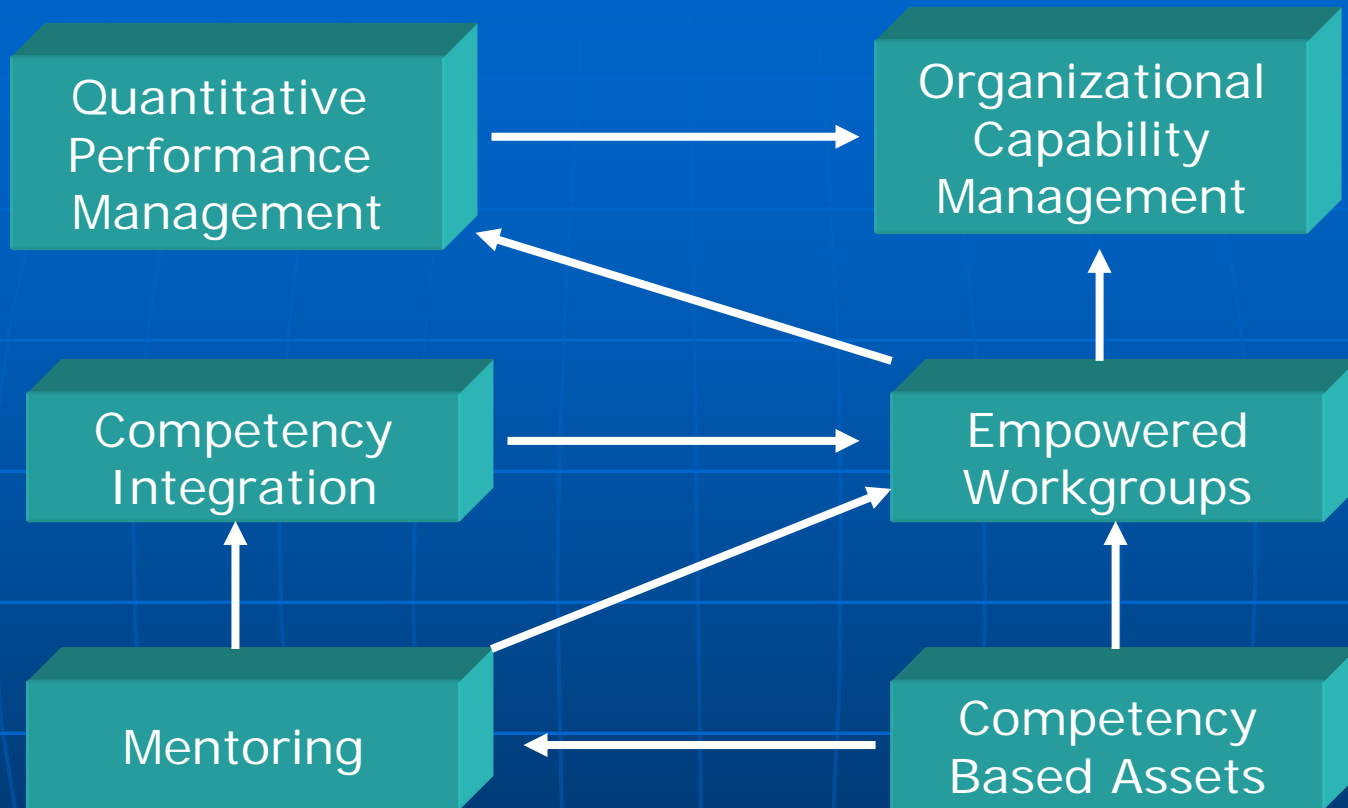 Quantitative
Performance
Management
Organizational
Capability
Management
Competency
Integration
Empowered
Workgroups
Mentoring
Competency
Based Assets